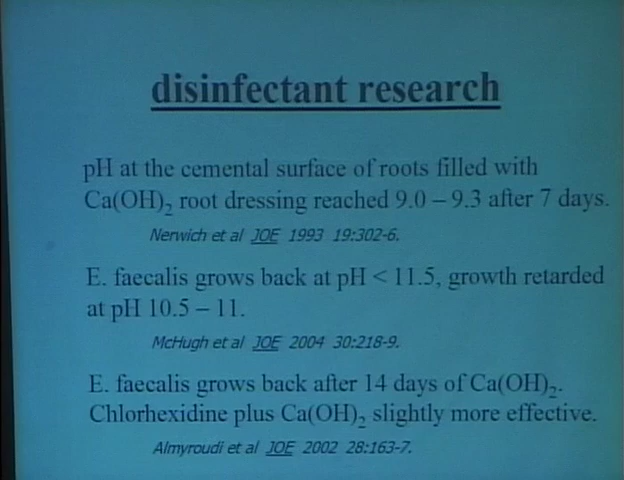 disinfectant research
pH at the cemental surface of roots filled with
Ca(OH)₂ root dressing reached 9.0 – 9.3 after 7 days.
Nerwich et al JOE 1993 19:302-6.
E. faecalis grows back at pH < 11.5, growth retarded
at pH 10.5 – 11.
McHugh et al JOE 2004 30:218-9.
E. faecalis grows back after 14 days of Ca(OH)₂.
Chlorhexidine plus Ca(OH)₂ slightly more effective.
Almyroudi et al JOE 2002 28:163-7.